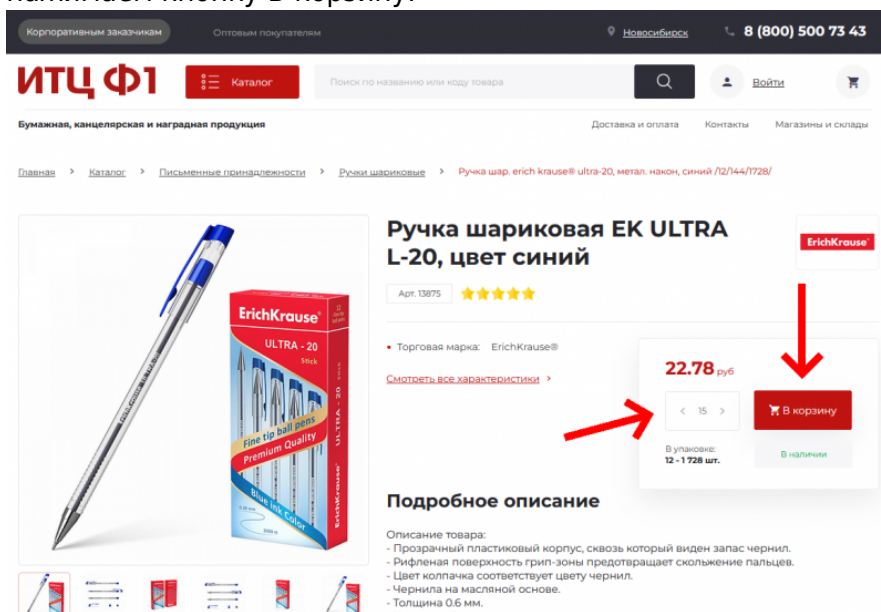 нажимаем кнопку В корзину.
Корпоративным заказчикам
Оптовым покупателям
Новосибирск
8 (800) 500 73 43
ИТЦ Ф1
Каталог
Поиск по названию или коду товара
Войти
Бумажная, канцелярская и наградная продукция
Доставка и оплата
Контакты
Магазины и склады
Главная > Каталог > Письменные принадлежности > Ручки шариковые > Ручка шар. erich krause® ultra-20, метал. након, синий /12/144/1728/
Ручка шариковая EK ULTRA
L-20, цвет синий
ErichKrause®
Арт. 13875
ErichKrause®
ULTRA - 20
Stick
Fine tip ball pens
Premium Quality
Blue Ink Color
ULTRA - 20
ErichKrause®
• Торговая марка: ErichKrause®
Смотреть все характеристики >
22.78 руб
< 15 >
В корзину
В упаковке:
12 - 1 728 шт.
В наличии
Подробное описание
Описание товара:
- Прозрачный пластиковый корпус, сквозь который виден запас чернил.
- Рифленая поверхность грип-зоны предотвращает скольжение пальцев.
- Цвет колпачка соответствует цвету чернил.
- Чернила на масляной основе.
- Толщина 0.6 мм.